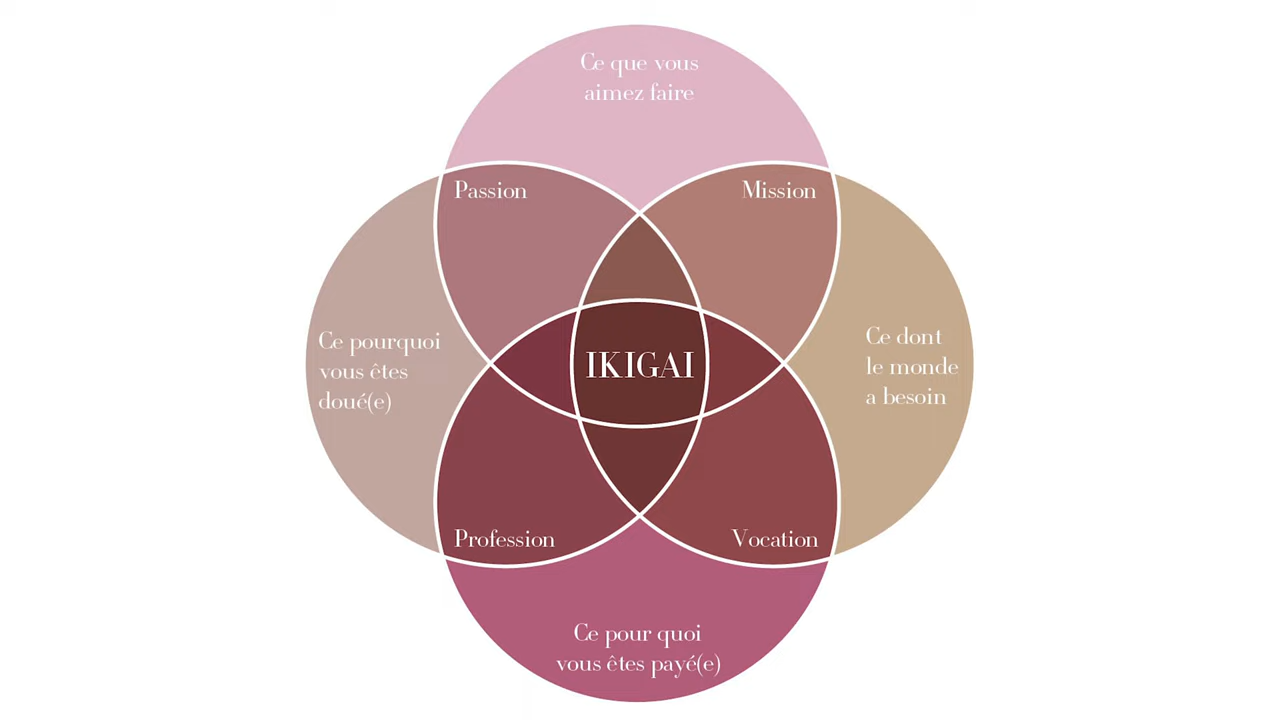 Ce que vous
aimez faire
Passion
Mission
Ce pourquoi
vous êtes
doué(e)
IKIGAI
Ce dont
le monde
a besoin
Profession
Vocation
Ce pour quoi
vous êtes payé(e)